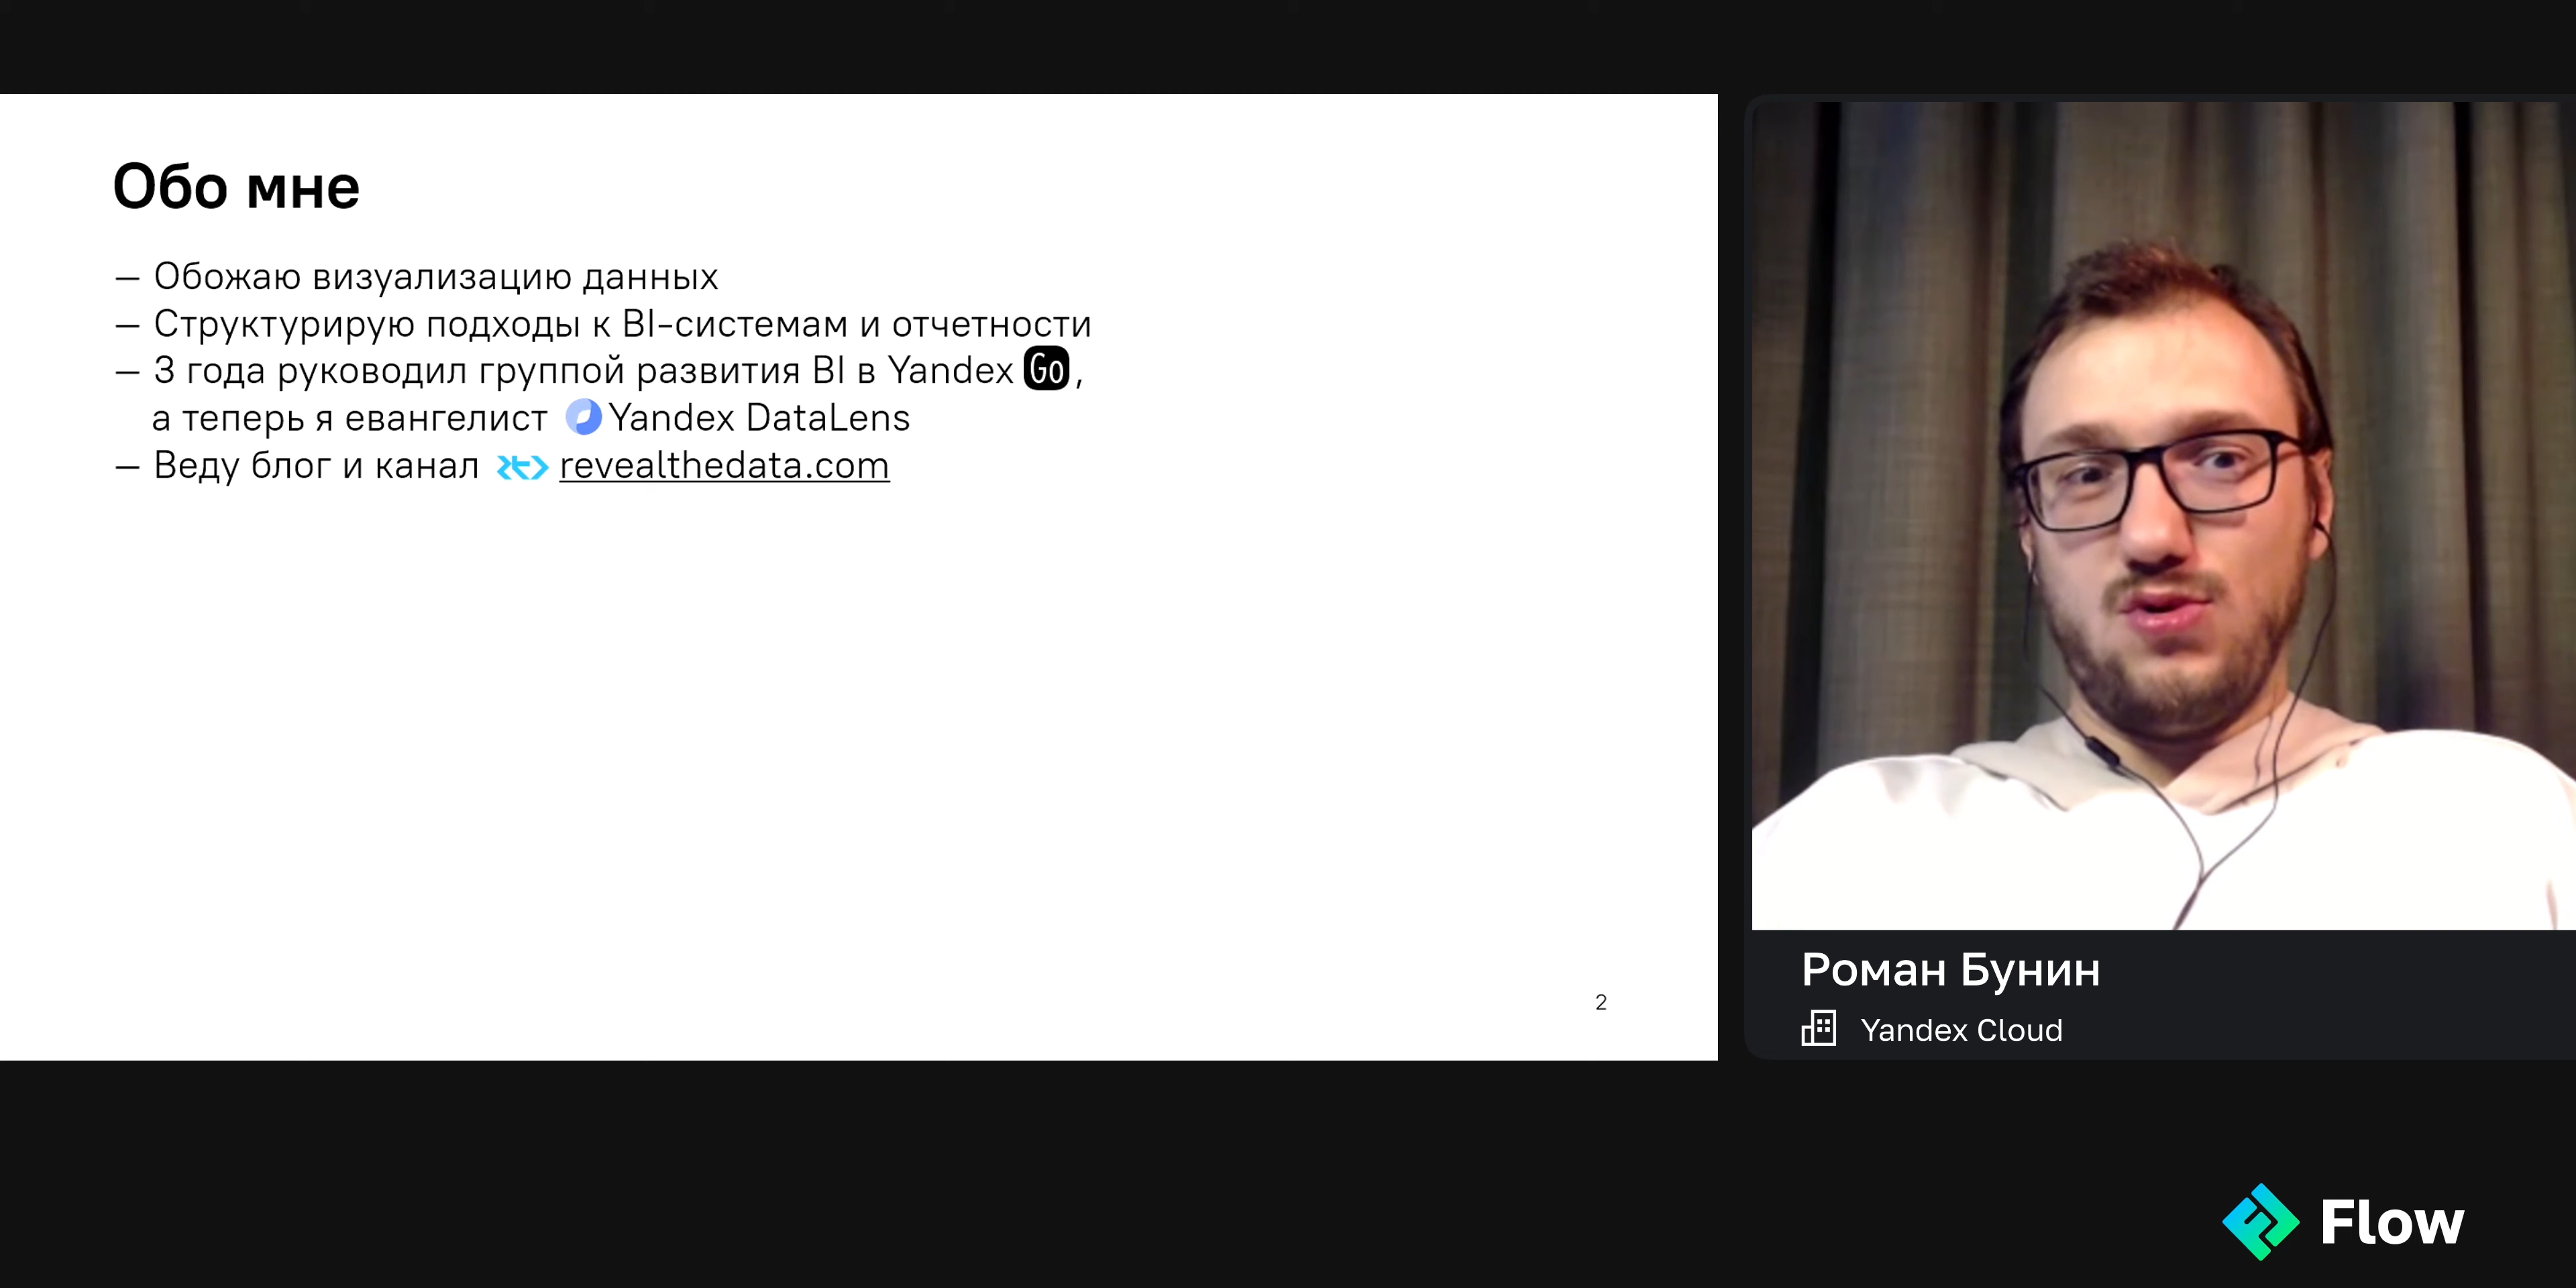 Обо мне
— Обожаю визуализацию данных
— Структурирую подходы к BI-системам и отчетности
— 3 года руководил группой развития BI в Yandex Go,
а теперь я евангелист Yandex DataLens
— Веду блог и канал revealthedata.com
2
Роман Бунин
Yandex Cloud
Flow